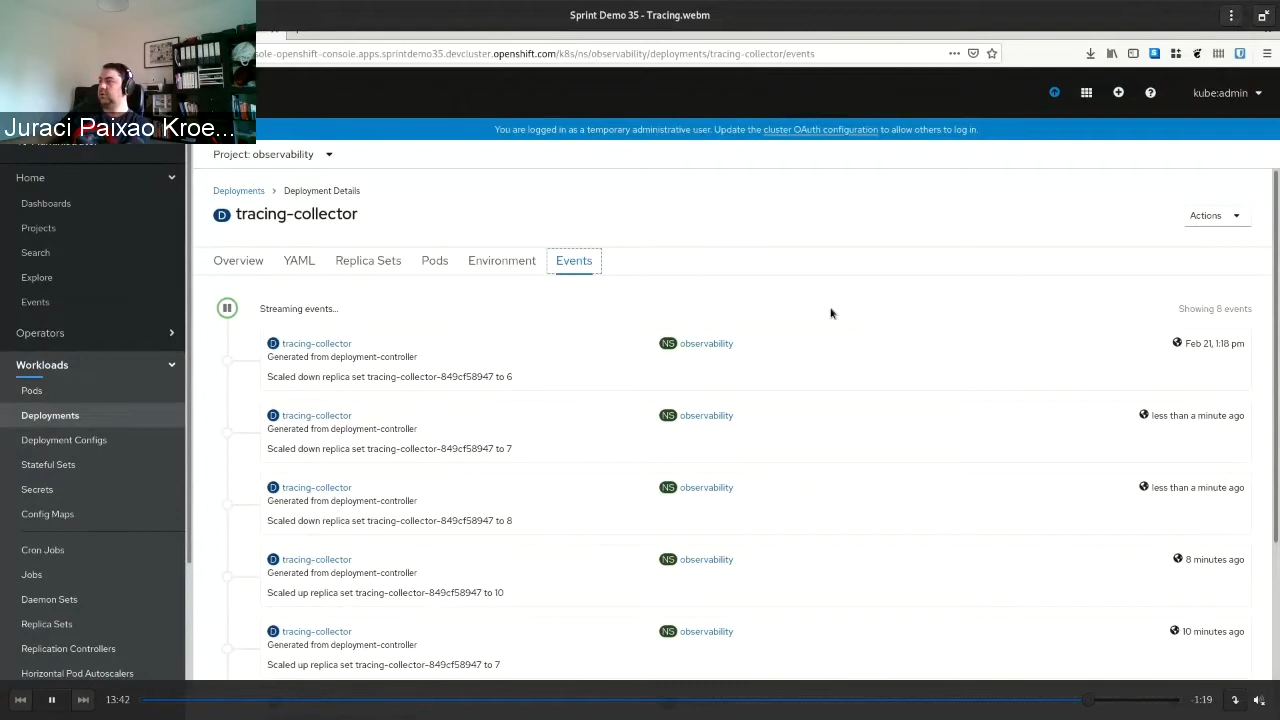 Sprint Demo 35 - Tracing.webm
ole-openshift-console.apps.sprintdemo35.devcluster.openshift.com/k8s/ns/observability/deployments/tracing-collector/events
kube:admin
You are logged in as a temporary administrative user. Update the cluster OAuth configuration to allow others to log in.
Juraci Paixao Kroe...
Project: observability
Home
Dashboards
Projects
Search
Explore
Events
Operators
Workloads
Pods
Deployments
Deployment Configs
Stateful Sets
Secrets
Config Maps
Cron Jobs
Jobs
Daemon Sets
Replica Sets
Replication Controllers
Horizontal Pod Autoscalers
Deployments > Deployment Details
D tracing-collector
Actions
Overview YAML Replica Sets Pods Environment Events
Streaming events...
Showing 8 events
D tracing-collector NS observability Feb 21, 1:18 pm
Generated from deployment-controller
Scaled down replica set tracing-collector-849cf58947 to 6
D tracing-collector NS observability less than a minute ago
Generated from deployment-controller
Scaled down replica set tracing-collector-849cf58947 to 7
D tracing-collector NS observability less than a minute ago
Generated from deployment-controller
Scaled down replica set tracing-collector-849cf58947 to 8
D tracing-collector NS observability 8 minutes ago
Generated from deployment-controller
Scaled up replica set tracing-collector-849cf58947 to 10
D tracing-collector NS observability 10 minutes ago
Generated from deployment-controller
Scaled up replica set tracing-collector-849cf58947 to 7
13:42
-1:19